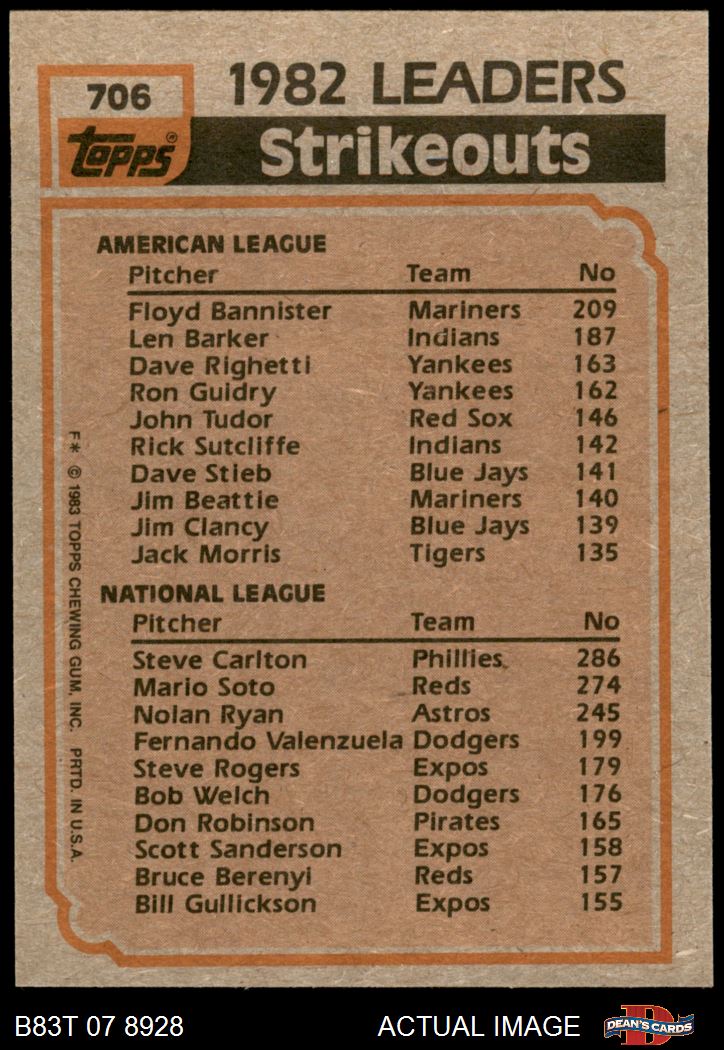 706
1982 LEADERS
Topps®
Strikeouts
AMERICAN LEAGUE
Pitcher Team No
Floyd Bannister Mariners 209
Len Barker Indians 187
Dave Righetti Yankees 163
Ron Guidry Yankees 162
John Tudor Red Sox 146
Rick Sutcliffe Indians 142
Dave Stieb Blue Jays 141
Jim Beattie Mariners 140
Jim Clancy Blue Jays 139
Jack Morris Tigers 135
NATIONAL LEAGUE
Pitcher Team No
Steve Carlton Phillies 286
Mario Soto Reds 274
Nolan Ryan Astros 245
Fernando Valenzuela Dodgers 199
Steve Rogers Expos 179
Bob Welch Dodgers 176
Don Robinson Pirates 165
Scott Sanderson Expos 158
Bruce Berenyi Reds 157
Bill Gullickson Expos 155
F* © 1983 TOPPS CHEWING GUM, INC. PRTD. IN U.S.A.
B83T 07 8928 ACTUAL IMAGE
D
DEAN'S CARDS